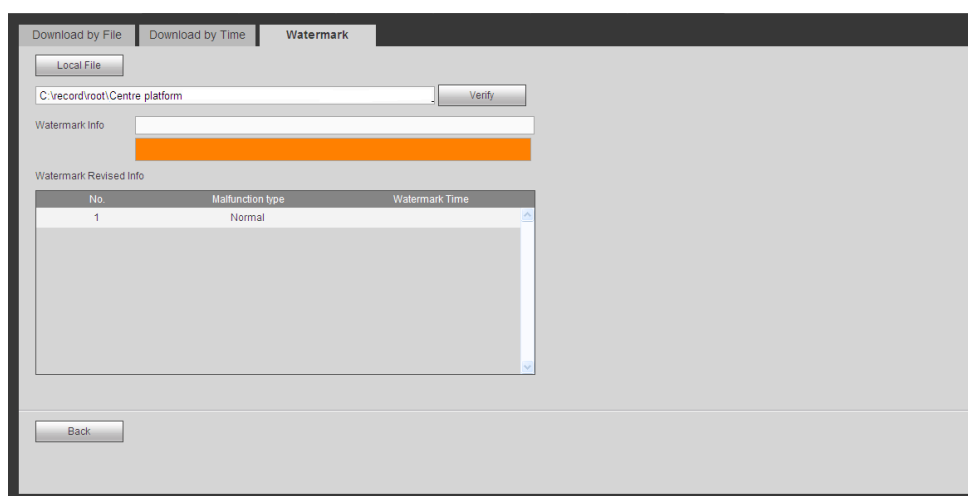 Download by File Download by Time Watermark
Local File
C:\record\root\Centre platform Verify
Watermark Info
Watermark Revised Info
No. Malfunction type Watermark Time
1 Normal
Back